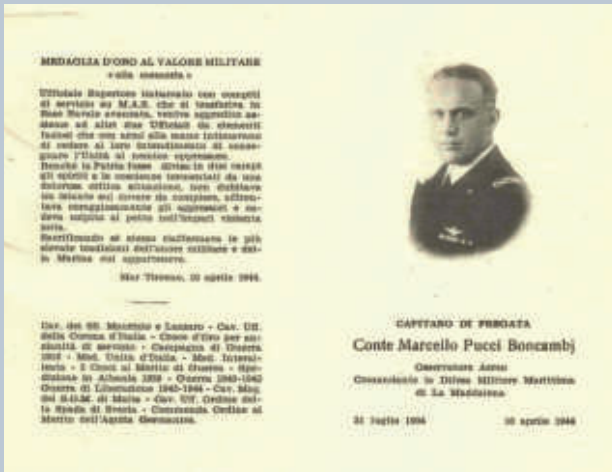 MEDAGLIA D'ORO AL VALORE MILITARE
« alla memoria »
Ufficiale Superiore imbarcato con compiti
di servizio su M.A.S. che si trasferiva in
Base Navale avanzata, veniva aggredito as-
sieme ad altri due Ufficiali da elementi
faziosi che con armi alla mano intimavano
di cedere al loro intendimento di conse-
gnare l'Unità al nemico oppressore.
Benchè la Patria fosse divisa in due campi
gli spiriti e le coscienze tormentati da una
dolorosa critica situazione, non dubitava
un istante sul dovere da compiere, affron-
tava coraggiosamente gli aggressori e ca-
deva colpito al petto nell'impari violenta
lotta.
Sacrificando sè stesso riaffermava le più
elevate tradizioni dell'onore militare e del-
la Marina cui apparteneva.
Mar Tirreno, 10 aprile 1944.
Cav. dei SS. Maurizio e Lazzaro - Cav. Uff.
della Corona d'Italia - Croce d'Oro per an-
zianità di servizio - Campagna di Guerra
- Med. Unità d'Italia - Med. Interal-
leata - 2 Croci al Merito di Guerra - Spe-
dizione in Albania 1939 - Guerra 1940-1943
Guerra di Liberazione 1943-1944 - Cav. Mag.
del S.O.M. di Malta - Cav. Uff. Ordine del-
la Spada di Svezia - Commenda Ordine al
Merito dell'Aquila Germanica.
CAPITANO DI FREGATA
Conte Marcello Pucci Boncambj
Osservatore Aereo
Comandante la Difesa Militare Marittima
di La Maddalena
21 luglio
10 aprile 1944